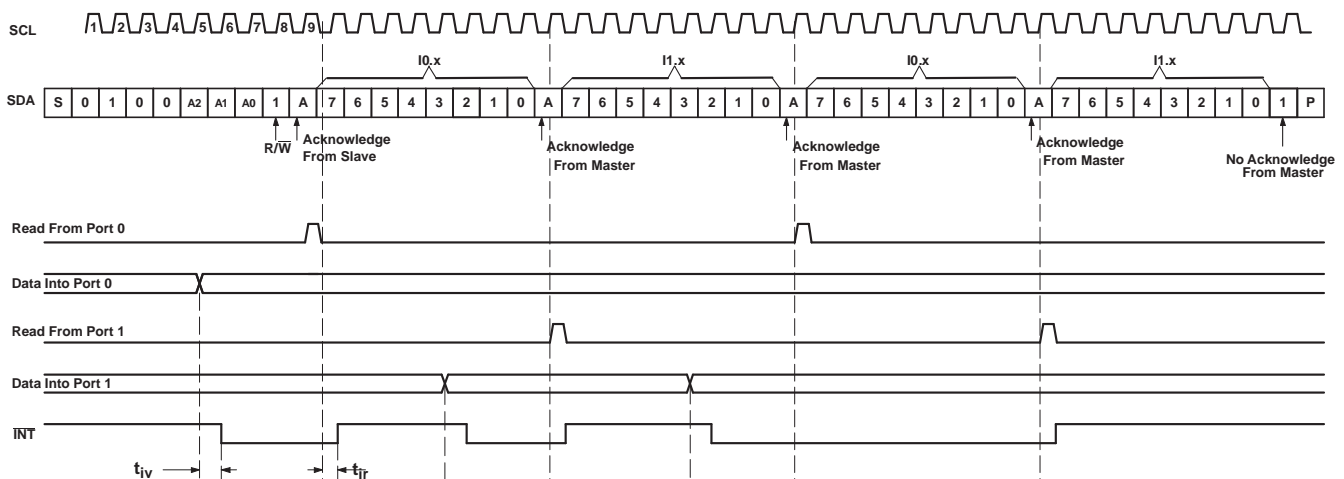 SCL 1 2 3 4 5 6 7 8 9
I0.x I1.x I0.x I1.x
SDA S 0 1 0 0 A2 A1 A0 1 A 7 6 5 4 3 2 1 0 A 7 6 5 4 3 2 1 0 A 7 6 5 4 3 2 1 0 A 7 6 5 4 3 2 1 0 1 P
R/W̅
Acknowledge
From Slave
Acknowledge
From Master
Acknowledge
From Master
Acknowledge
From Master
No Acknowledge
From Master
Read From Port 0
Data Into Port 0
Read From Port 1
Data Into Port 1
I̅N̅T̅
tiv
tir